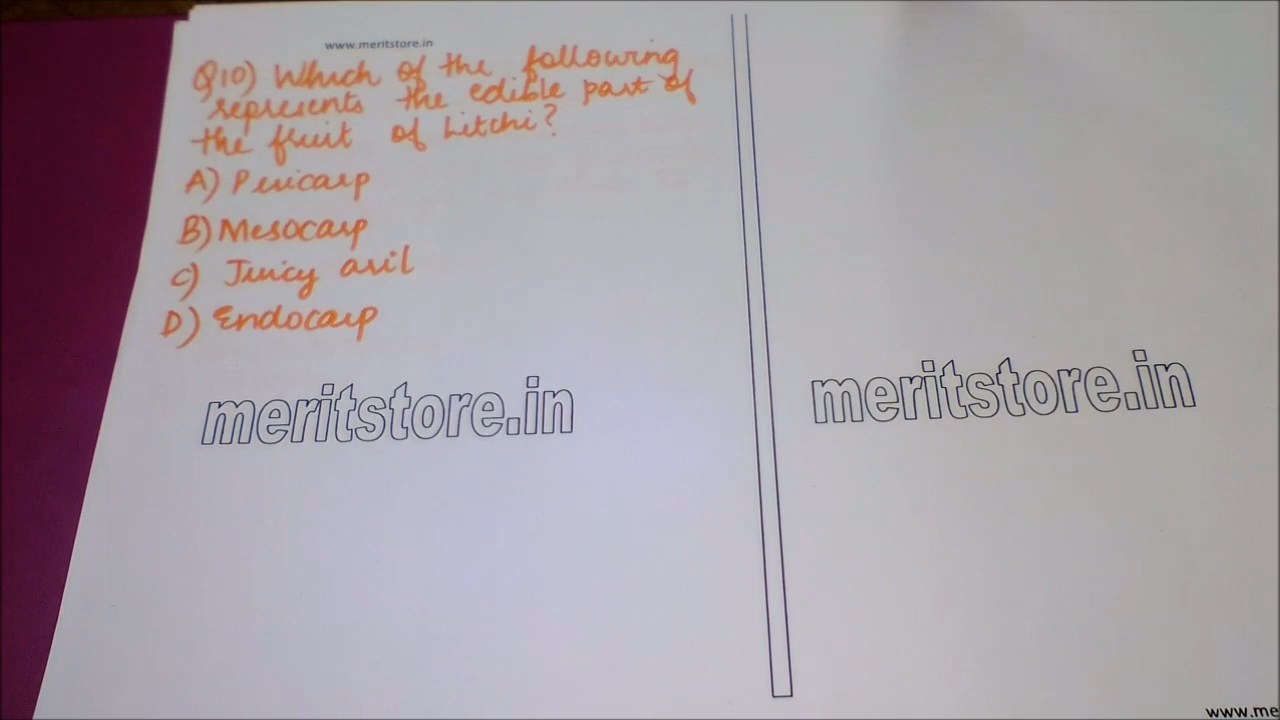 www.meritstore.in
Q10) Which of the following
represents the edible part of
the fruit of Litchi?
A) Pericarp
B) Mesocarp
C) Juicy aril
D) Endocarp
meritstore.in
meritstore.in
www.me